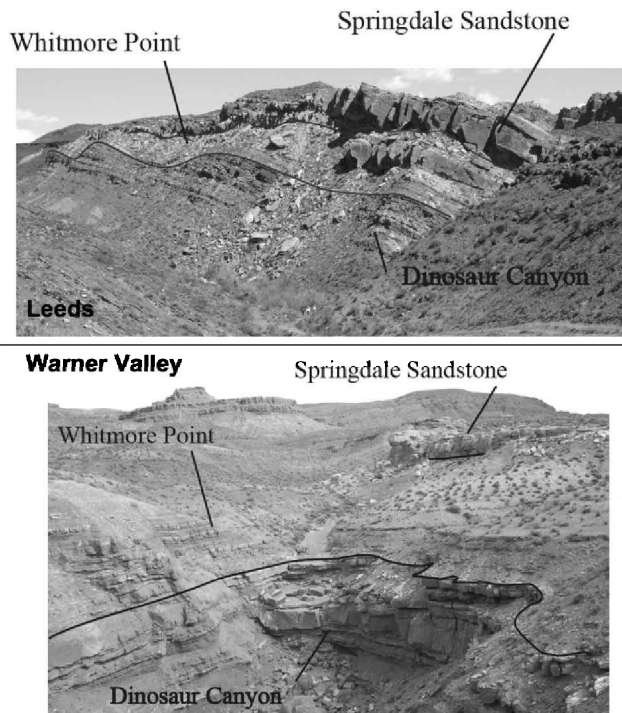 Springdale Sandstone
Whitmore Point
Dinosaur Canyon
Leeds
Warner Valley
Springdale Sandstone
Whitmore Point
Dinosaur Canyon